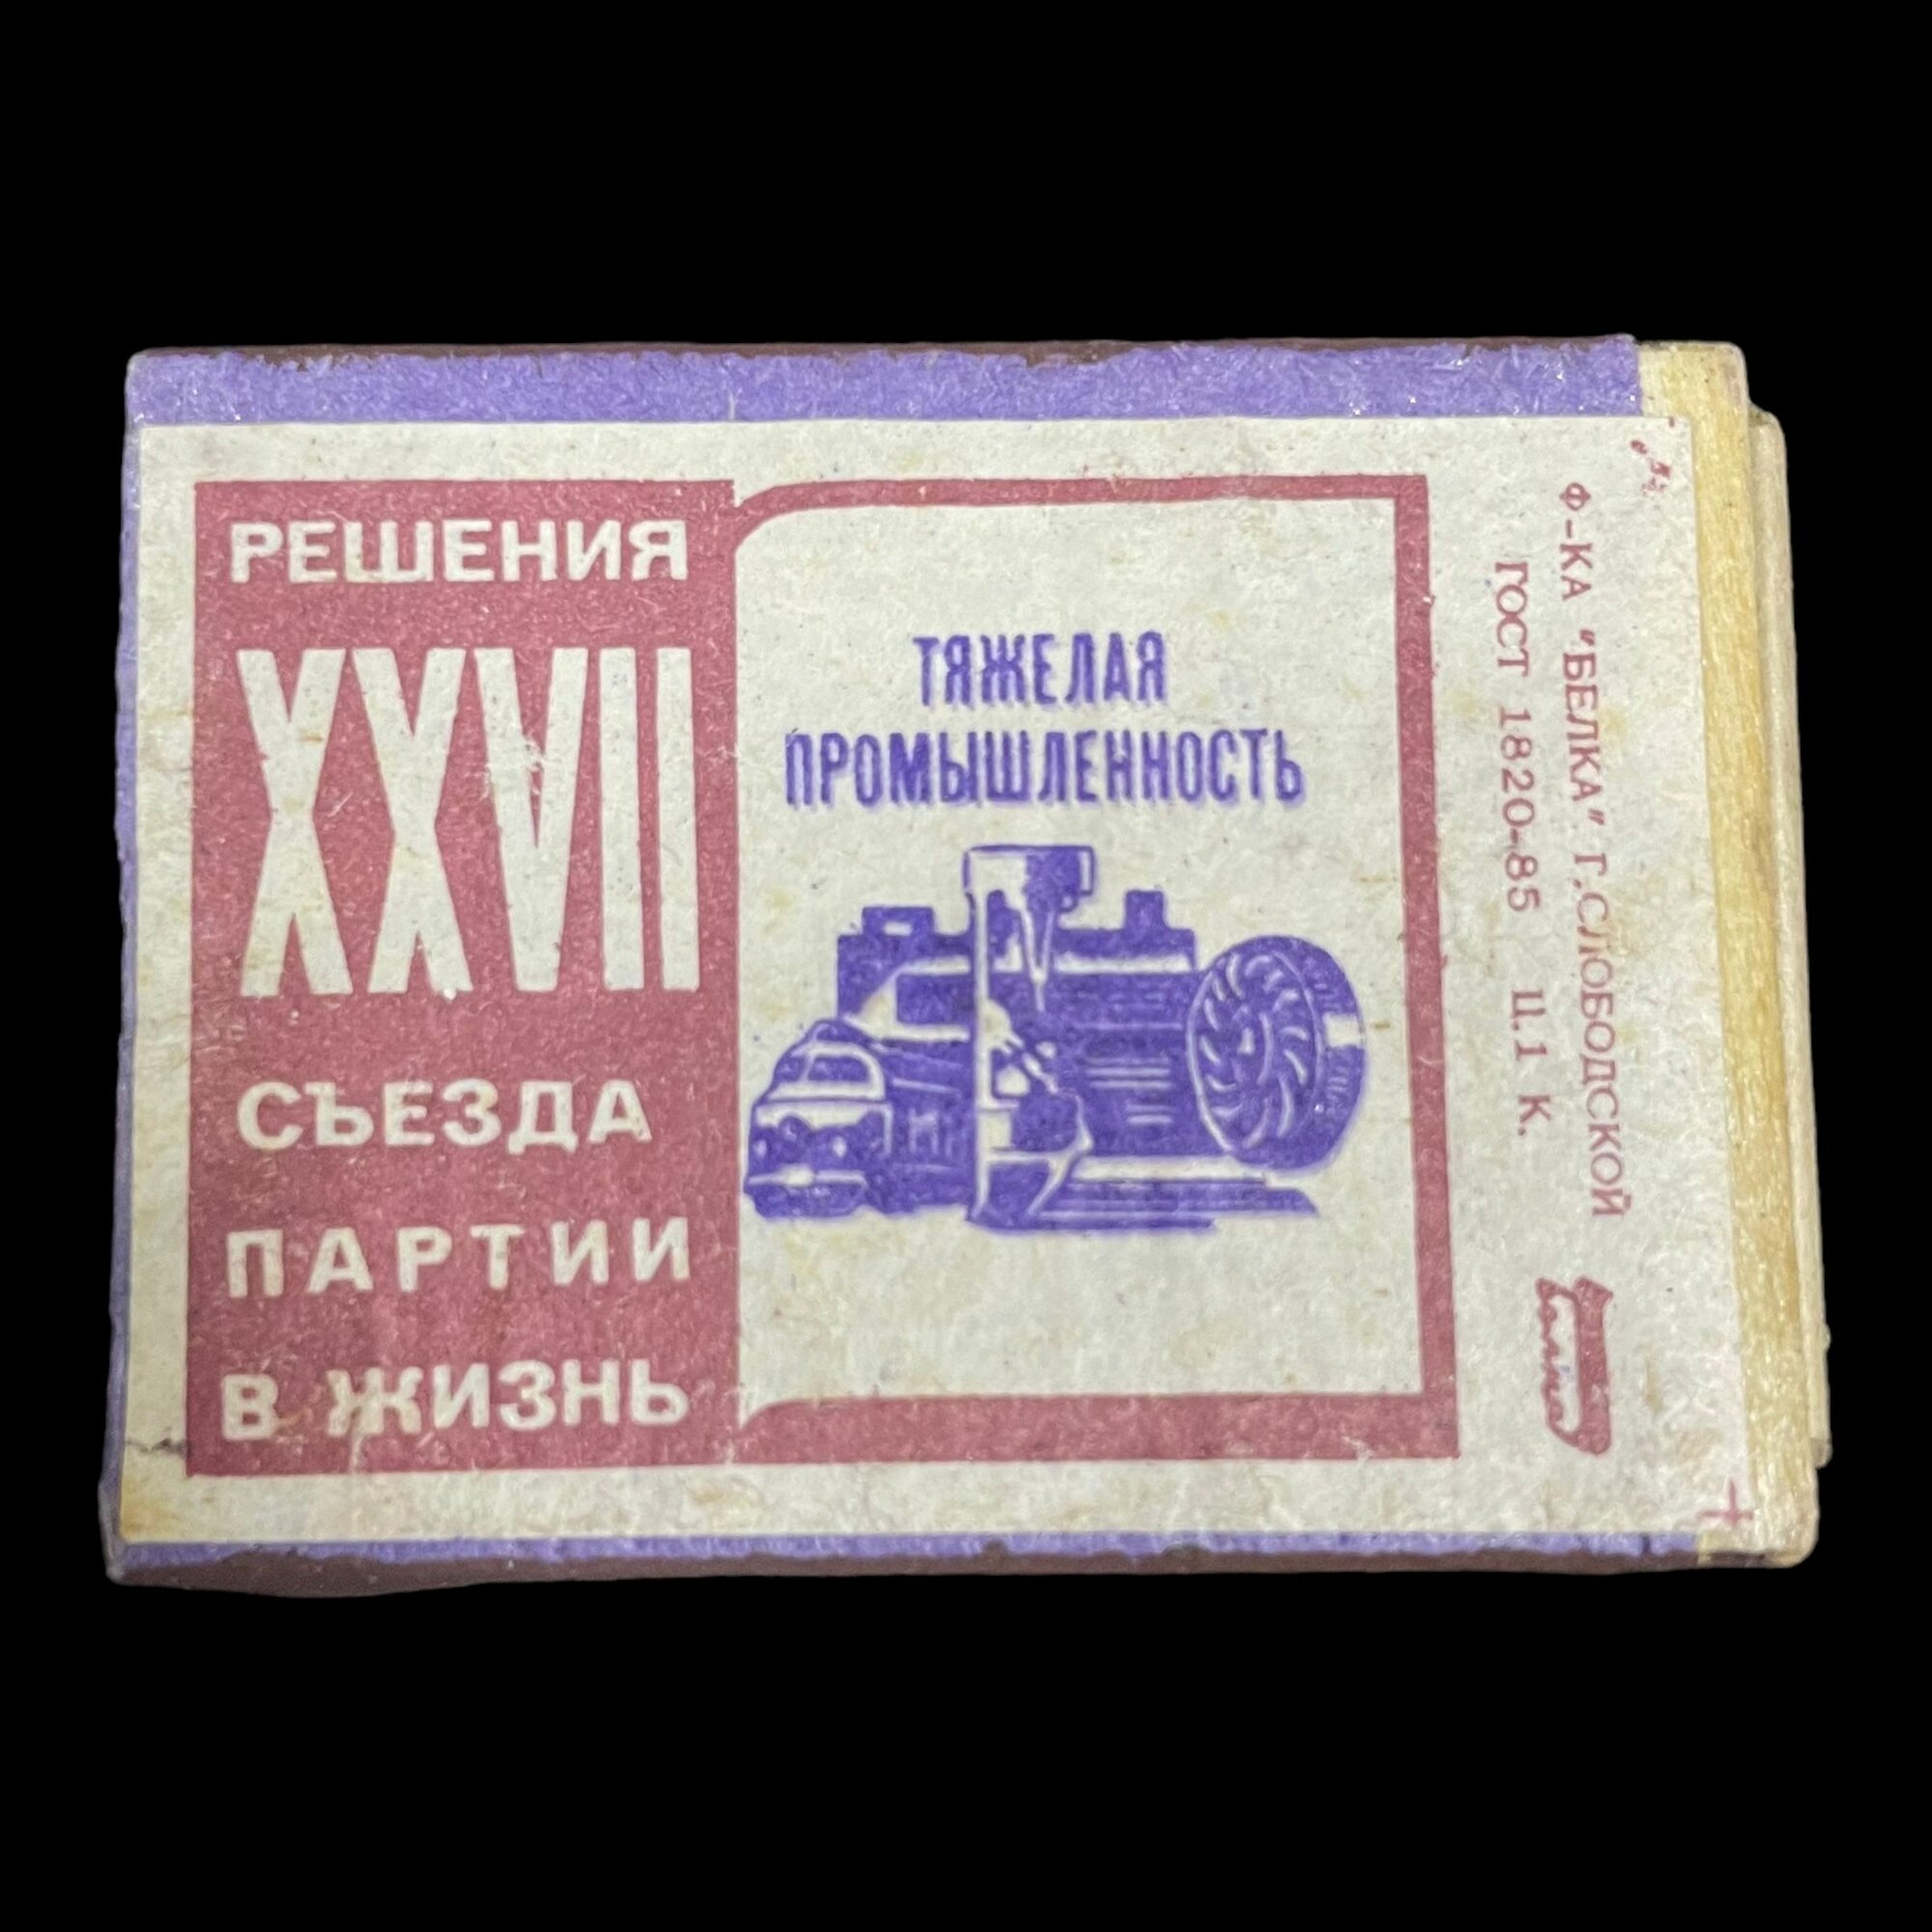 РЕШЕНИЯ
XXVII
СЪЕЗДА
ПАРТИИ
В ЖИЗНЬ
ТЯЖЕЛАЯ
ПРОМЫШЛЕННОСТЬ
Ф-КА "БЕЛКА" Г.СЛОБОДСКОЙ
ГОСТ 1820-85 Ц.1 К.